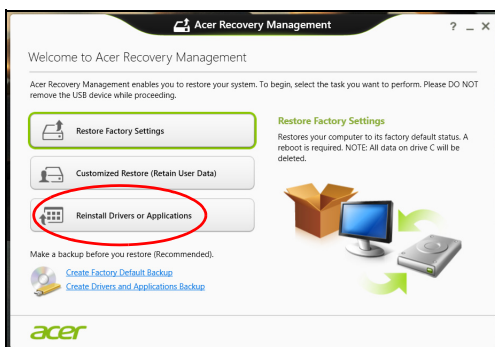 Acer Recovery Management
Welcome to Acer Recovery Management
Acer Recovery Management enables you to restore your system. To begin, select the task you want to perform. Please DO NOT
remove the USB device while proceeding.
Restore Factory Settings
Customized Restore (Retain User Data)
Reinstall Drivers or Applications
Restore Factory Settings
Restores your computer to its factory default status. A
reboot is required. NOTE: All data on drive C will be
deleted.
Make a backup before you restore (Recommended).
Create Factory Default Backup
Create Drivers and Applications Backup
acer